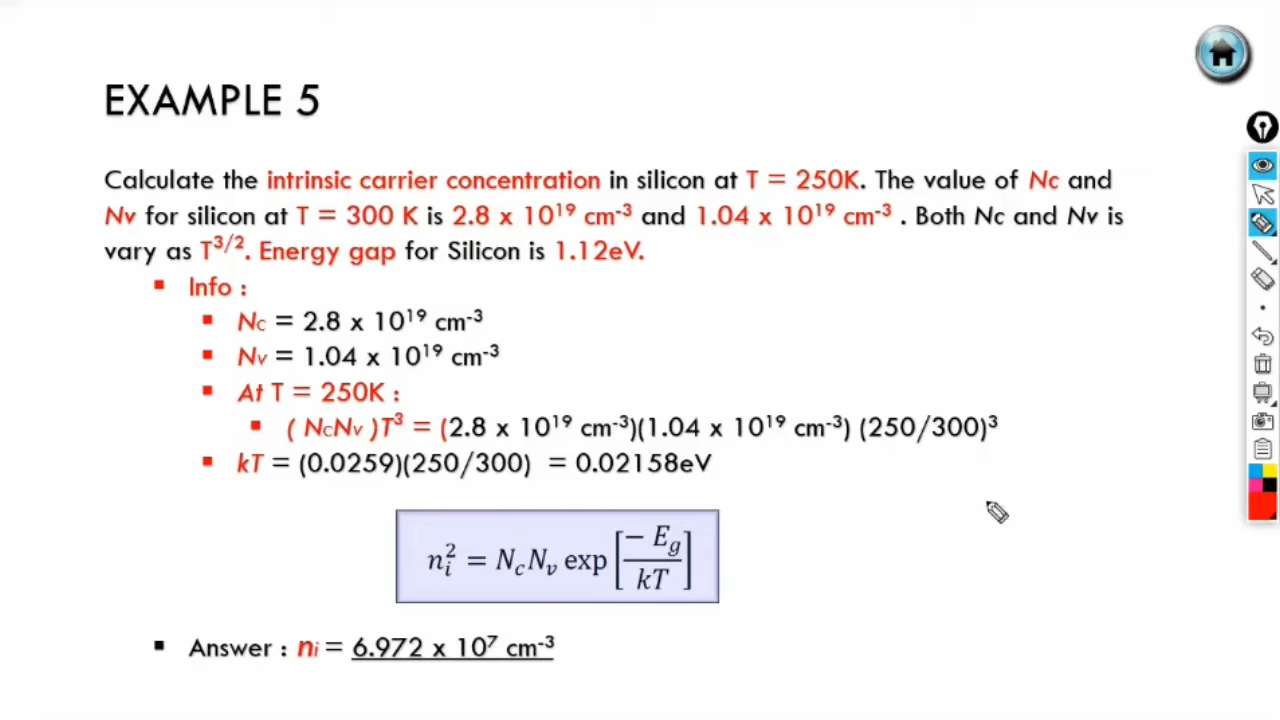 EXAMPLE 5
Calculate the intrinsic carrier concentration in silicon at T = 250K. The value of Nc and
Nv for silicon at T = 300 K is 2.8 x 10¹⁹ cm⁻³ and 1.04 x 10¹⁹ cm⁻³ . Both Nc and Nv is
vary as T³/². Energy gap for Silicon is 1.12eV.
▪ Info :
▪ Nc = 2.8 x 10¹⁹ cm⁻³
▪ Nv = 1.04 x 10¹⁹ cm⁻³
▪ At T = 250K :
▪ ( NcNv )T³ = (2.8 x 10¹⁹ cm⁻³)(1.04 x 10¹⁹ cm⁻³) (250/300)³
▪ kT = (0.0259)(250/300) = 0.02158eV
nᵢ² = N_c N_v exp [− E_g / kT]
▪ Answer : nᵢ = 6.972 x 10⁷ cm⁻³